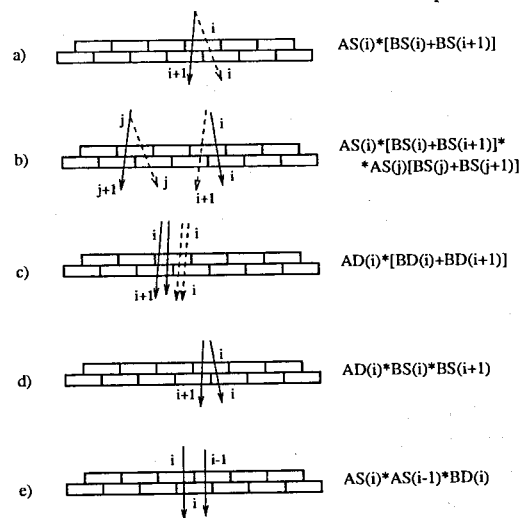 a)
i
i+1
i
AS(i)*[BS(i)+BS(i+1)]
b)
j
i
j+1
j
i+1
i
AS(i)*[BS(i)+BS(i+1)]*
*AS(j)[BS(j)+BS(j+1)]
c)
i
i
i+1
i
AD(i)*[BD(i)+BD(i+1)]
d)
i
i+1
i
AD(i)*BS(i)*BS(i+1)
e)
i
i-1
i
AS(i)*AS(i-1)*BD(i)